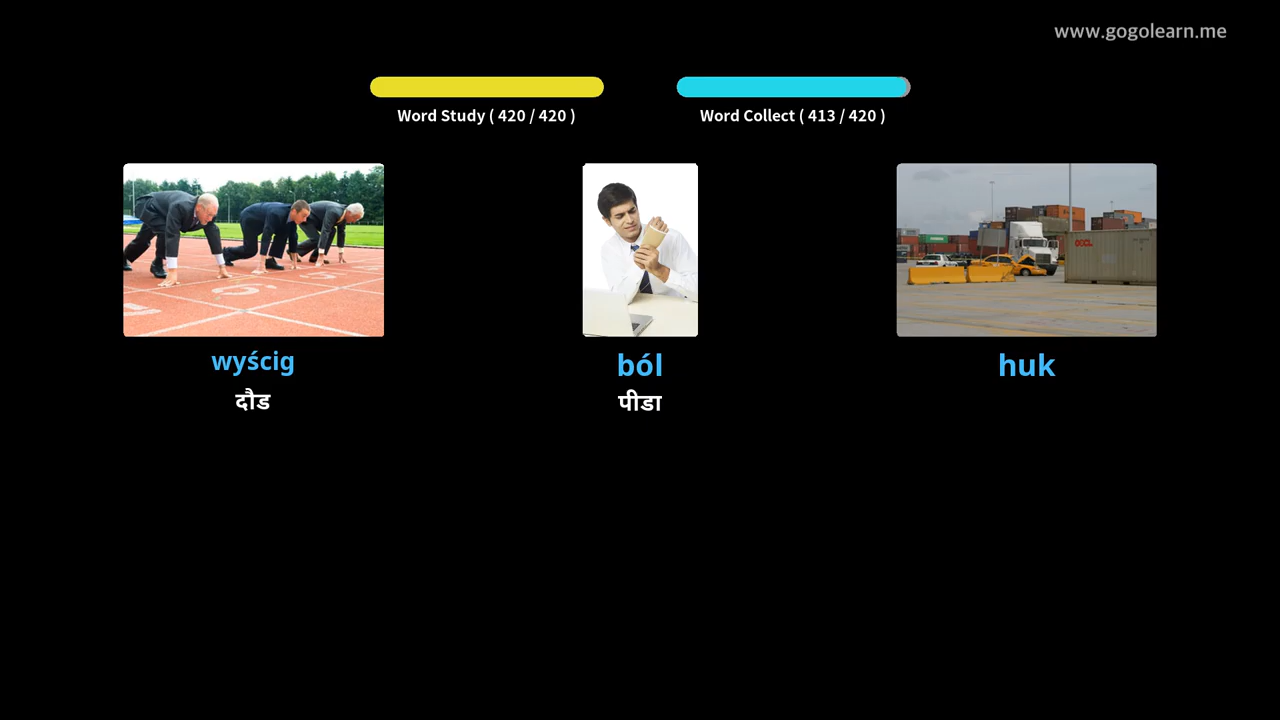 www.gogolearn.me
Word Study ( 420 / 420 )
Word Collect ( 413 / 420 )
wyścig
ból
huk
दौड
पीडा